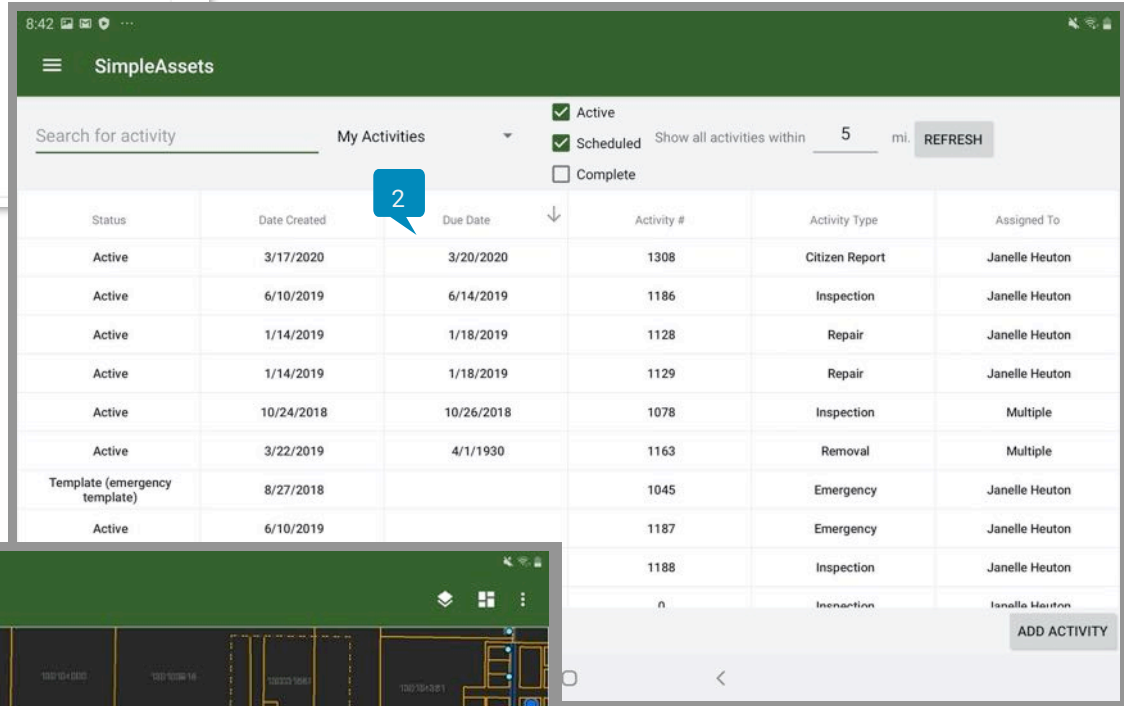 8:42
SimpleAssets
Search for activity My Activities Active
Scheduled Show all activities within 5 mi. REFRESH
Complete
2
Status Date Created Due Date Activity # Activity Type Assigned To
Active 3/17/2020 3/20/2020 1308 Citizen Report Janelle Heuton
Active 6/10/2019 6/14/2019 1186 Inspection Janelle Heuton
Active 1/14/2019 1/18/2019 1128 Repair Janelle Heuton
Active 1/14/2019 1/18/2019 1129 Repair Janelle Heuton
Active 10/24/2018 10/26/2018 1078 Inspection Multiple
Active 3/22/2019 4/1/1930 1163 Removal Multiple
Template (emergency
template) 8/27/2018 1045 Emergency Janelle Heuton
Active 6/10/2019 1187 Emergency Janelle Heuton
1188 Inspection Janelle Heuton
0 Inspection Janelle Heuton
ADD ACTIVITY